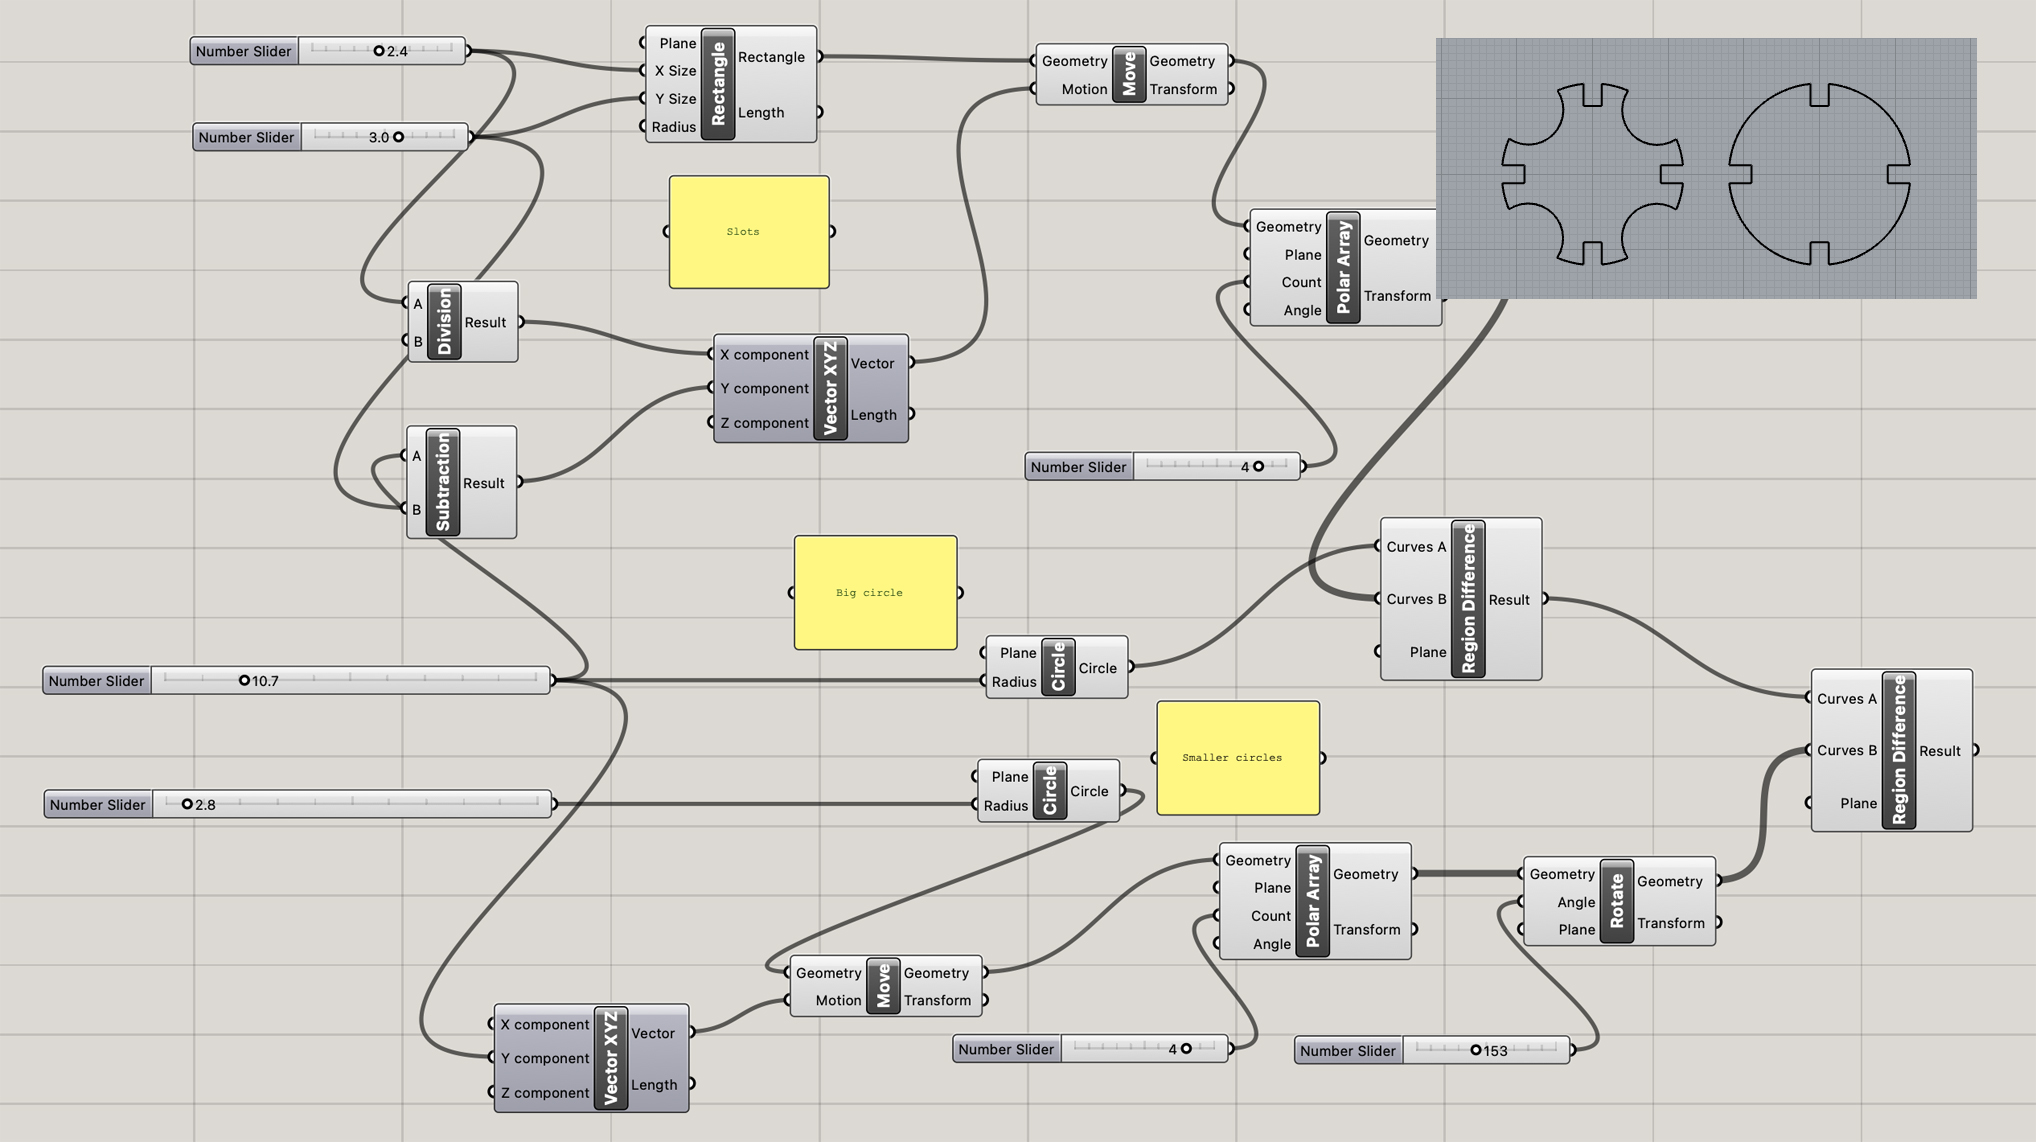 Number Slider 2.4
Number Slider 3.0
Plane
X Size
Y Size
Radius
Rectangle
Rectangle
Length
Geometry
Motion
Move
Geometry
Transform
Slots
Geometry
Plane
Count
Angle
Polar Array
Geometry
Transform
A
B
Division
Result
X component
Y component
Z component
Vector XYZ
Vector
Length
A
B
Subtraction
Result
Number Slider 4
Curves A
Curves B
Plane
Region Difference
Result
Big circle
Plane
Radius
Circle
Circle
Number Slider 10.7
Curves A
Curves B
Plane
Region Difference
Result
Smaller circles
Plane
Radius
Circle
Circle
Number Slider 2.8
Geometry
Plane
Count
Angle
Polar Array
Geometry
Transform
Geometry
Angle
Plane
Rotate
Geometry
Transform
Geometry
Motion
Move
Geometry
Transform
X component
Y component
Z component
Vector XYZ
Vector
Length
Number Slider 4
Number Slider 153